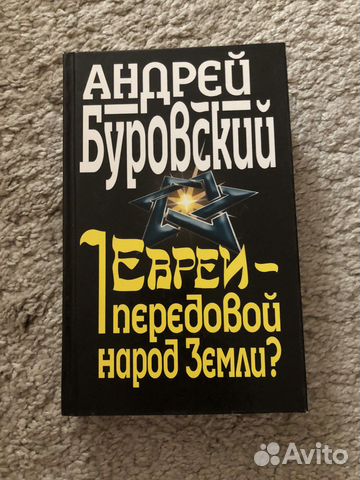 АНДРЕЙ
БУРОВСКИЙ
ЕВРЕИ –
ПЕРЕДОВОЙ
НАРОД ЗЕМЛИ?
Avito